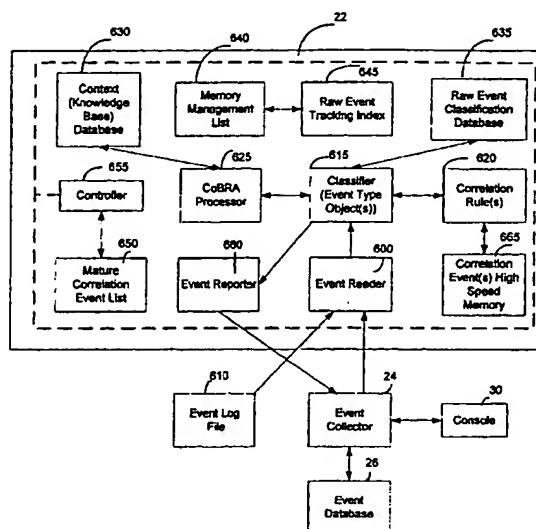 630
640
22
635
Context
(Knowledge
Base)
Database
Memory
Management
List
645
Raw Event
Tracking Index
Raw Event
Classification
Database
655
Controller
625
CoBRA
Processor
615
Classifier
(Event Type
Object(s))
620
Correlation
Rule(s)
650
Mature
Correlation
Event List
660
Event Reporter
600
Event Reader
665
Correlation
Event(s) High
Speed
Memory
610
Event Log
File
24
Event
Collector
30
Console
26
Event
Database